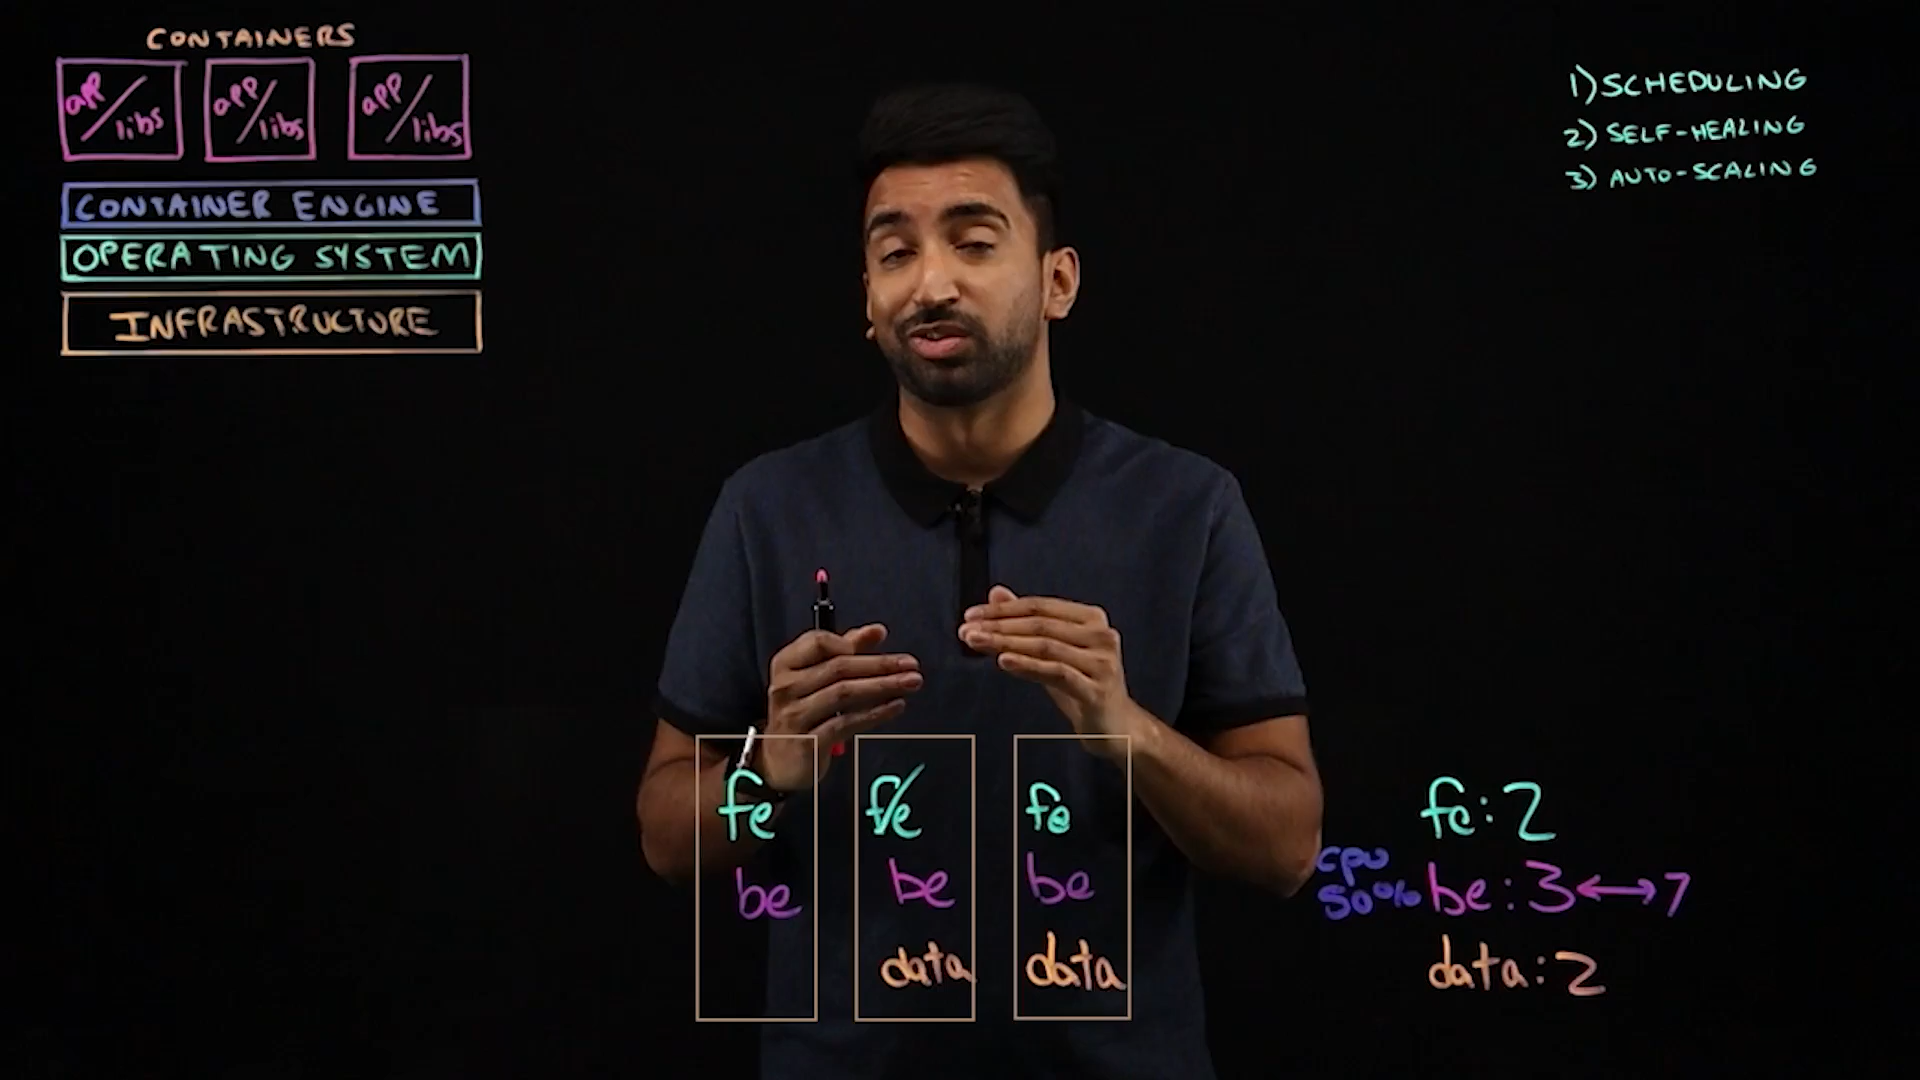 CONTAINERS
app/libs app/libs app/libs
CONTAINER ENGINE
OPERATING SYSTEM
INFRASTRUCTURE
1) SCHEDULING
2) SELF-HEALING
3) AUTO-SCALING
fe fe fe
be be be
data data
fe: 2
cpu
50% be: 3 ↔ 7
data: 2